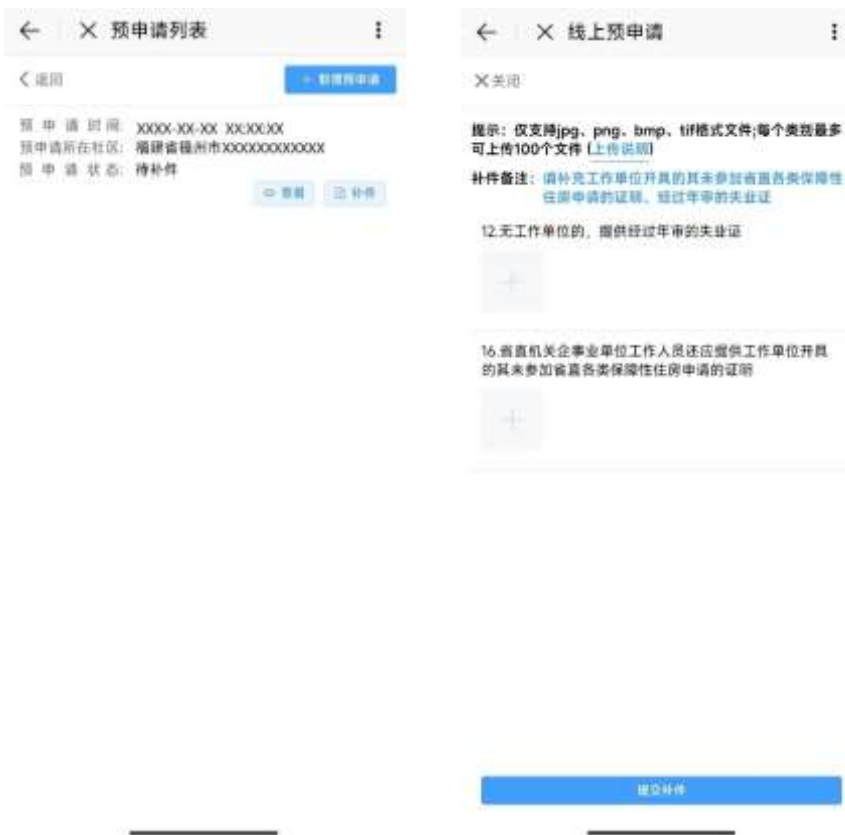 预申请列表
返回
+ 新增预申请
预申请时间: XXXX-XX-XX XX:XX:XX
预申请所在社区: 福建省福州市XXXXXXXXXXXX
预申请状态: 待补件
查看
补件
线上预申请
关闭
提示:仅支持jpg、png、bmp、tif格式文件;每个类别最多
可上传100个文件 (上传说明)
补件备注: 请补充工作单位开具的其未参加省直各类保障性
住房申请的证明、经过年审的失业证
12.无工作单位的,提供经过年审的失业证
16.省直机关企事业单位工作人员还应提供工作单位开具
的其未参加省直各类保障性住房申请的证明
提交补件